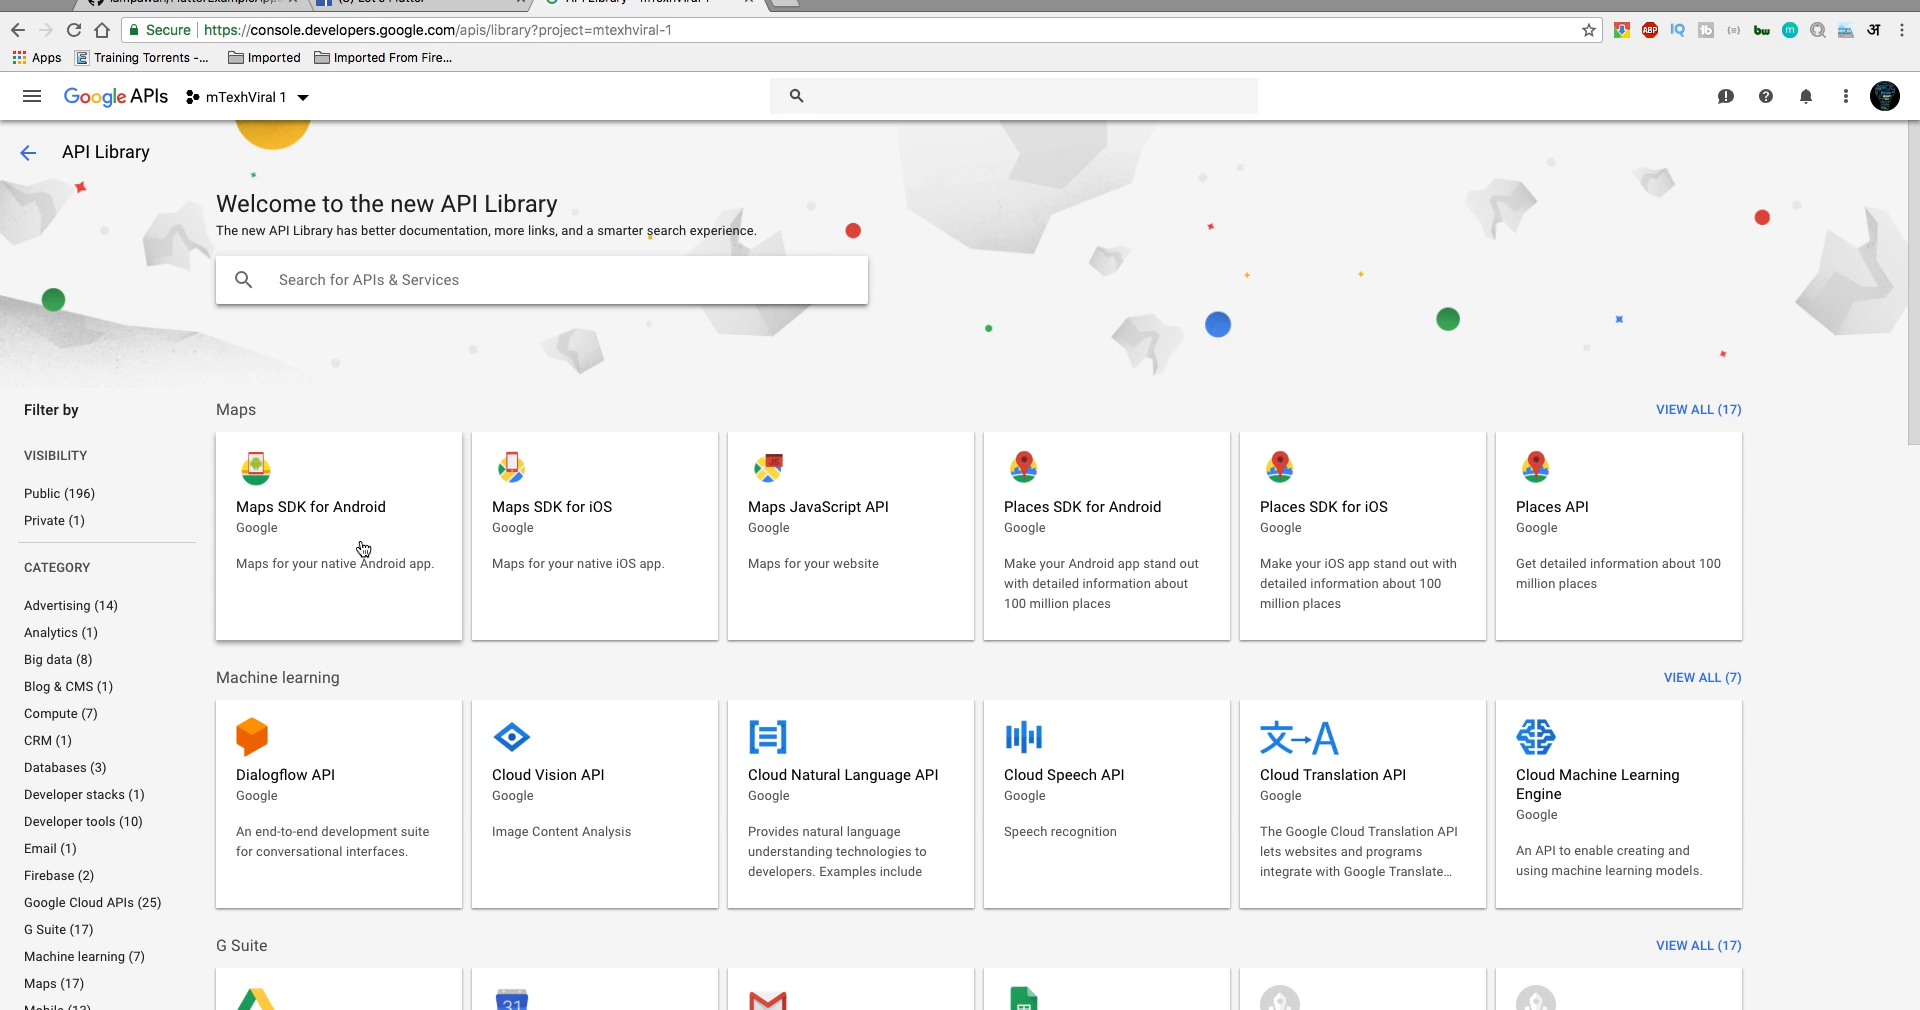 Secure https://console.developers.google.com/apis/library?project=mtexhviral-1
ABP
IQ
bw
m
अ
Apps Training Torrents -... Imported Imported From Fire...
Google APIs mTexhViral 1
API Library
Welcome to the new API Library
The new API Library has better documentation, more links, and a smarter search experience.
Search for APIs & Services
Filter by
VISIBILITY
Public (196)
Private (1)
CATEGORY
Advertising (14)
Analytics (1)
Big data (8)
Blog & CMS (1)
Compute (7)
CRM (1)
Databases (3)
Developer stacks (1)
Developer tools (10)
Email (1)
Firebase (2)
Google Cloud APIs (25)
G Suite (17)
Machine learning (7)
Maps (17)
Maps
VIEW ALL (17)
Maps SDK for Android
Google
Maps for your native Android app.
Maps SDK for iOS
Google
Maps for your native iOS app.
JS
Maps JavaScript API
Google
Maps for your website
Places SDK for Android
Google
Make your Android app stand out
with detailed information about
100 million places
Places SDK for iOS
Google
Make your iOS app stand out with
detailed information about 100
million places
Places API
Google
Get detailed information about 100
million places
Machine learning
VIEW ALL (7)
Dialogflow API
Google
An end-to-end development suite
for conversational interfaces.
Cloud Vision API
Google
Image Content Analysis
Cloud Natural Language API
Google
Provides natural language
understanding technologies to
developers. Examples include
Cloud Speech API
Google
Speech recognition
文→A
Cloud Translation API
Google
The Google Cloud Translation API
lets websites and programs
integrate with Google Translate...
Cloud Machine Learning
Engine
Google
An API to enable creating and
using machine learning models.
G Suite
VIEW ALL (17)
31